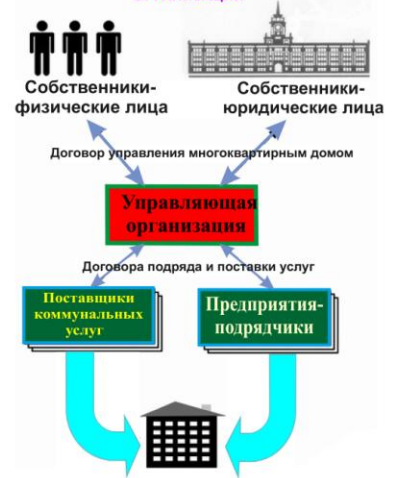 Собственники-
физические лица
Собственники-
юридические лица
Договор управления многоквартирным домом
Управляющая
организация
Договора подряда и поставки услуг
Поставщики
коммунальных
услуг
Предприятия-
подрядчики